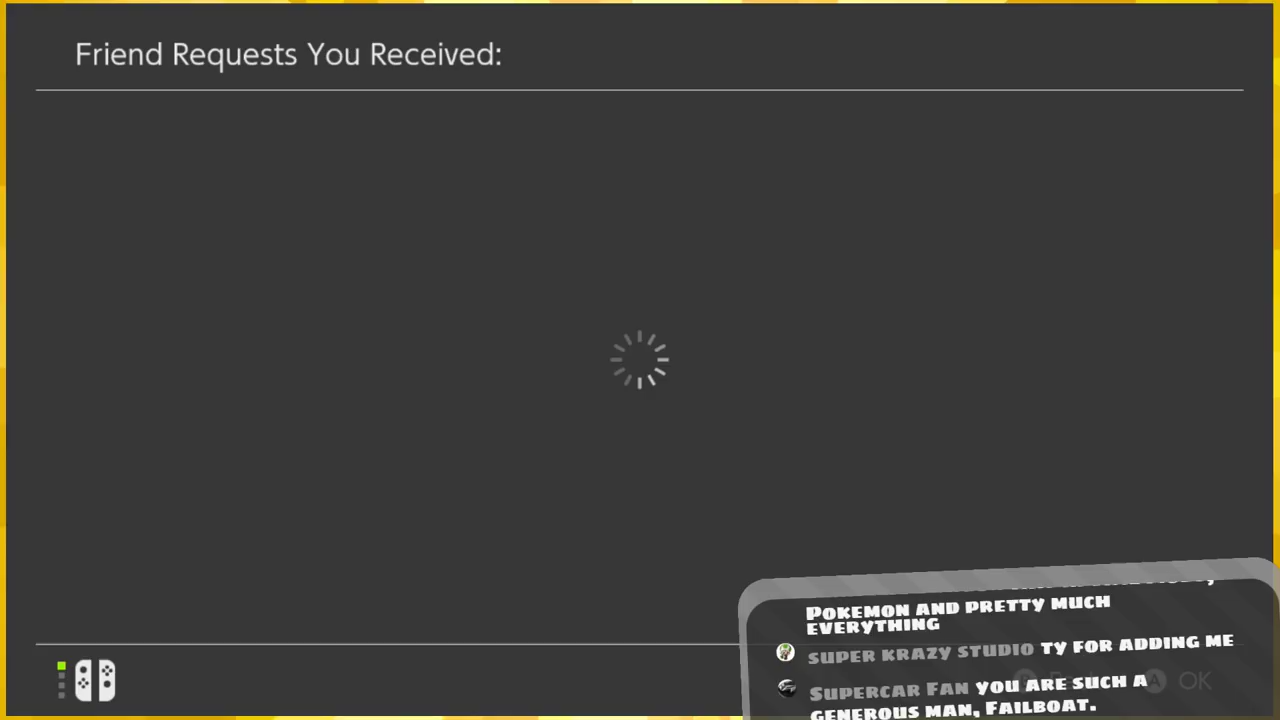 Friend Requests You Received:
POKEMON AND PRETTY MUCH
EVERYTHING
SUPER KRAZY STUDIO TY FOR ADDING ME
SUPERCAR FAN YOU ARE SUCH A
GENEROUS MAN, FAILBOAT.
A OK